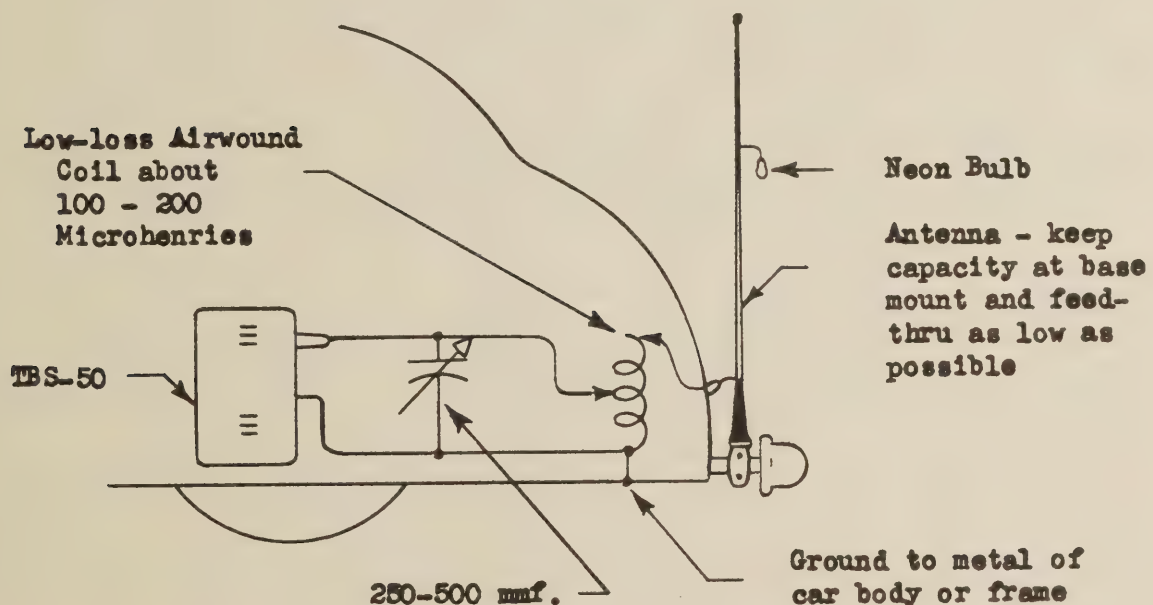 Low-loss Airwound
Coil about
100 - 200
Microhenries
Neon Bulb
Antenna - keep
capacity at base
mount and feed-
thru as low as
possible
TBS-50
250-500 mmf.
Ground to metal of
car body or frame